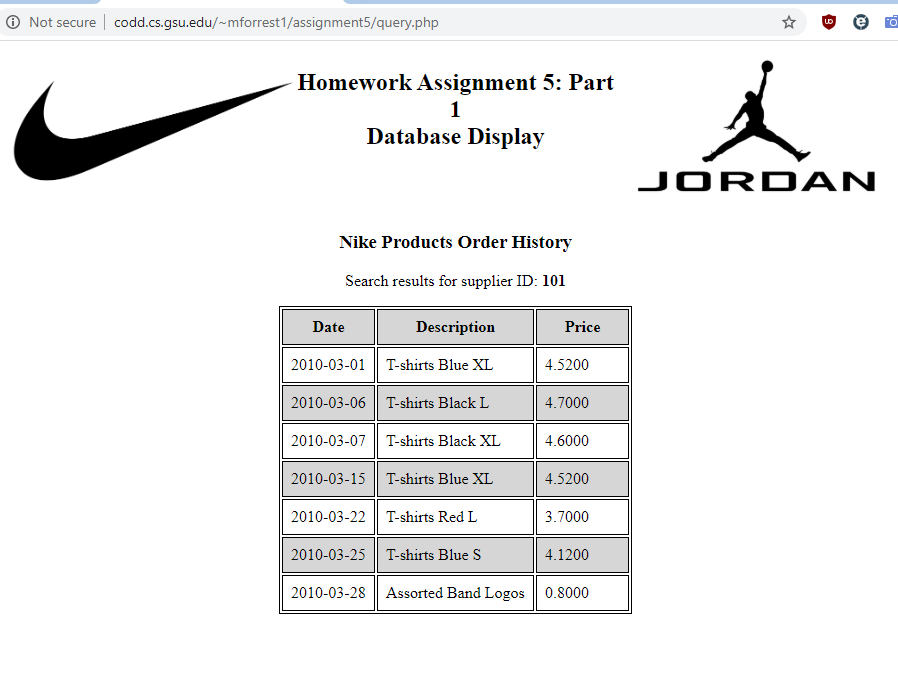 Not secure codd.cs.gsu.edu/~mforrest1/assignment5/query.php
Homework Assignment 5: Part
1
Database Display
JORDAN
Nike Products Order History
Search results for supplier ID: 101
Date Description Price
2010-03-01 T-shirts Blue XL 4.5200
2010-03-06 T-shirts Black L 4.7000
2010-03-07 T-shirts Black XL 4.6000
2010-03-15 T-shirts Blue XL 4.5200
2010-03-22 T-shirts Red L 3.7000
2010-03-25 T-shirts Blue S 4.1200
2010-03-28 Assorted Band Logos 0.8000